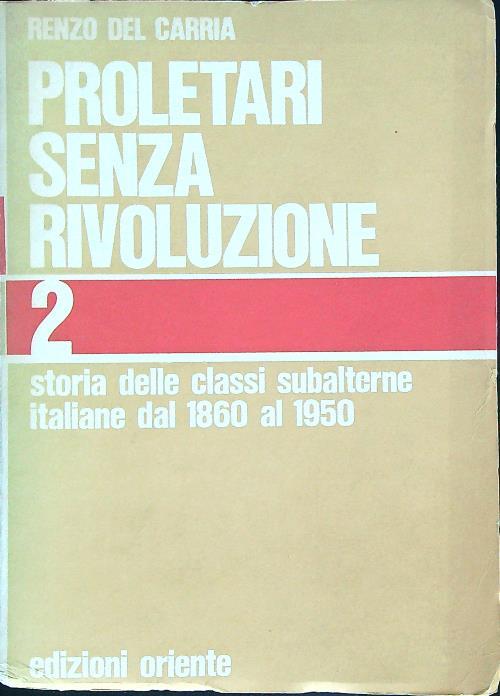 RENZO DEL CARRIA
PROLETARI
SENZA
RIVOLUZIONE
2
storia delle classi subalterne
italiane dal 1860 al 1950
edizioni oriente